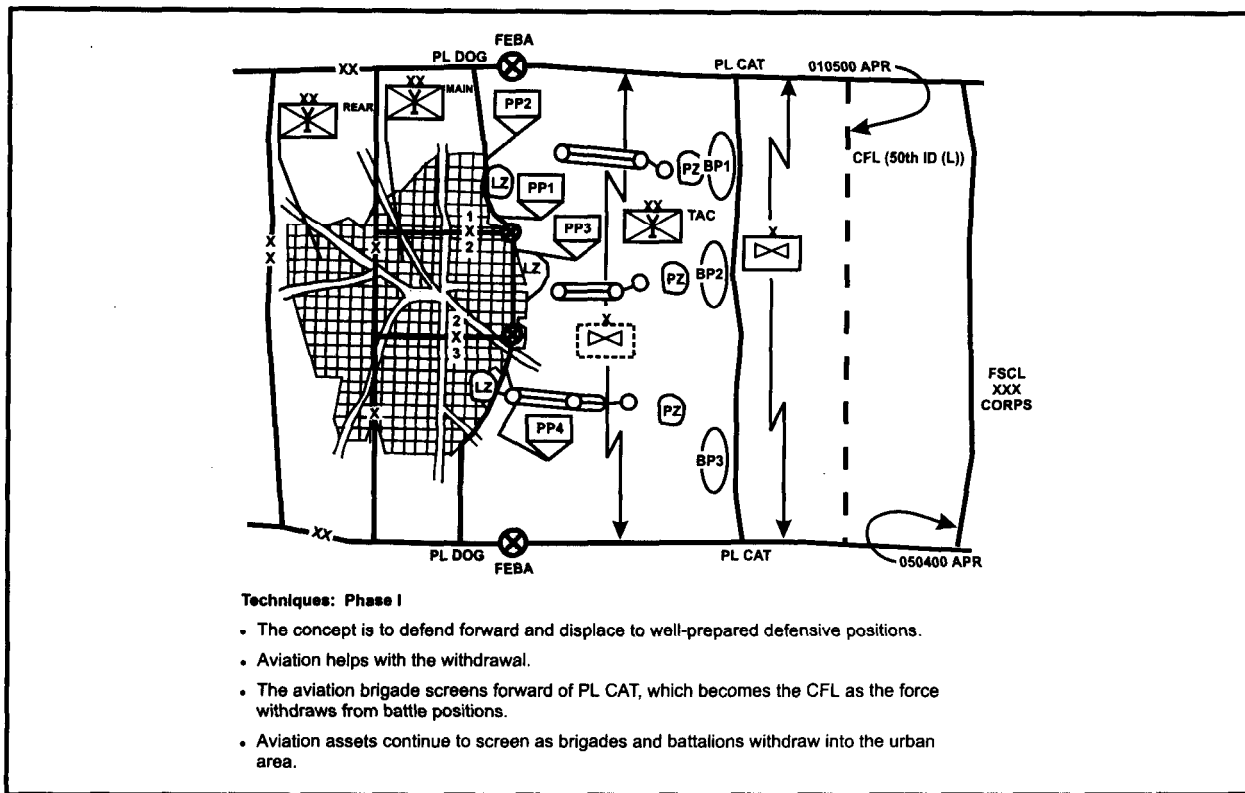 FEBA
PL DOG
PL CAT
010500 APR
XX
XX
REAR
XX
MAIN
PP2
CFL (50th ID (L))
LZ
PP1
PZ
BP1
XX
TAC
1
X
2
PP3
X
X
X
X
LZ
PZ
BP2
X
2
X
3
FSCL
XXX
CORPS
LZ
PZ
X
PP4
BP3
XX
PL DOG
FEBA
PL CAT
050400 APR
Techniques: Phase I
• The concept is to defend forward and displace to well-prepared defensive positions.
• Aviation helps with the withdrawal.
• The aviation brigade screens forward of PL CAT, which becomes the CFL as the force
withdraws from battle positions.
• Aviation assets continue to screen as brigades and battalions withdraw into the urban
area.